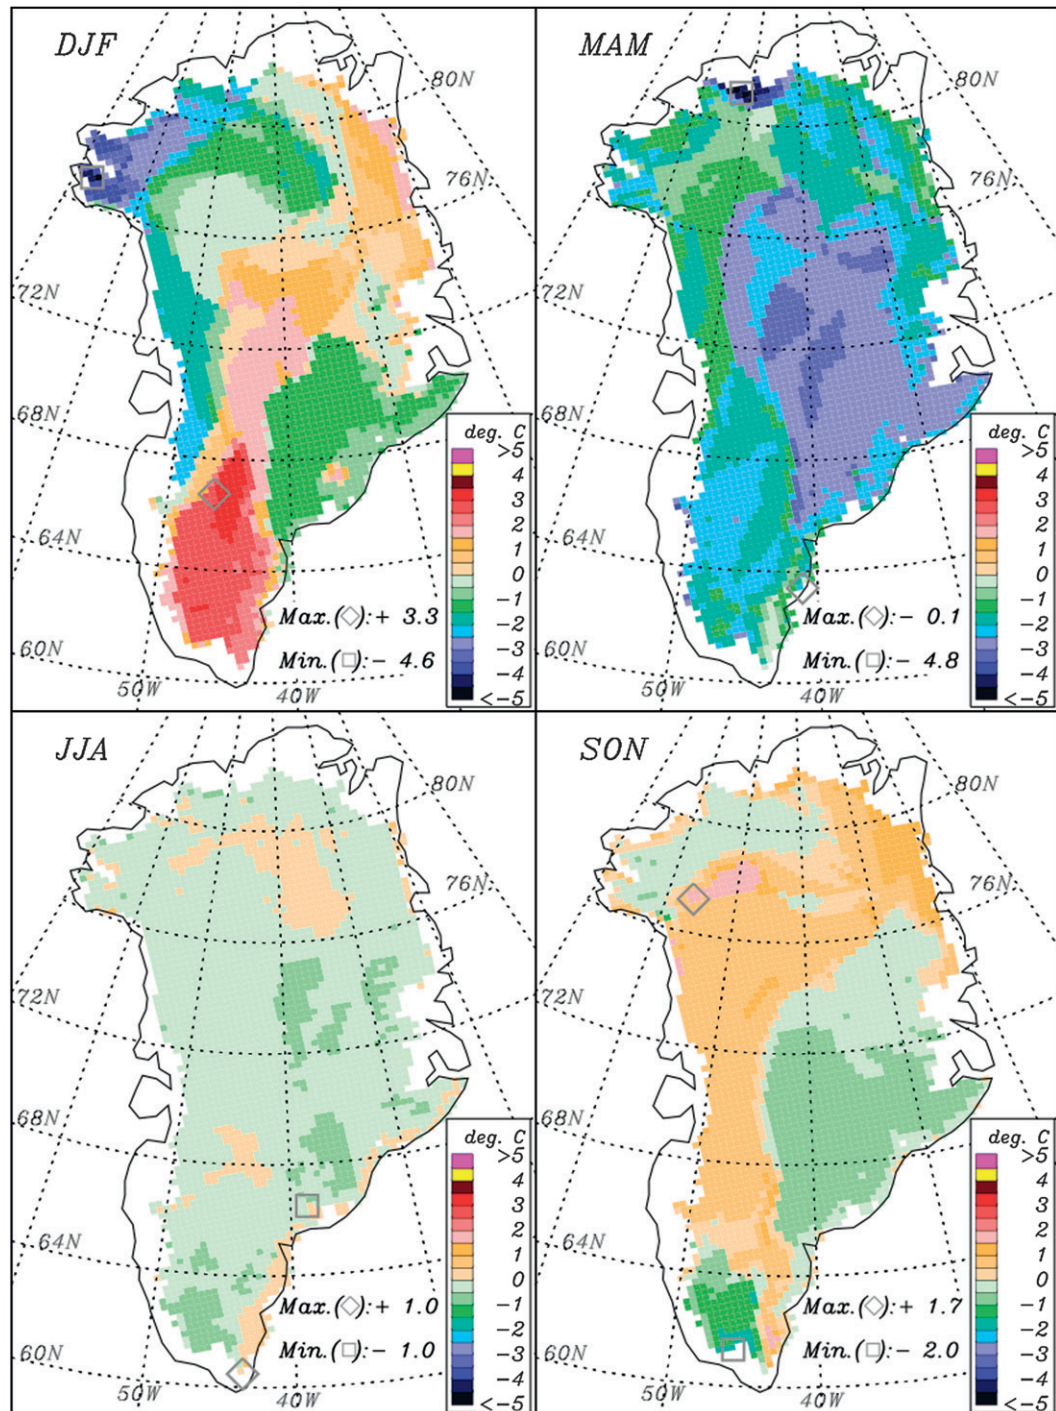 DJF
80N
76N
72N
68N
64N
60N
50W
40W
deg. C
>5
4
3
2
1
0
-1
-2
-3
-4
<-5
Max.(◇):+ 3.3
Min.(□):- 4.6
MAM
80N
76N
72N
68N
64N
60N
50W
40W
deg. C
>5
4
3
2
1
0
-1
-2
-3
-4
<-5
Max.(◇):- 0.1
Min.(□):- 4.8
JJA
80N
76N
72N
68N
64N
60N
50W
40W
deg. C
>5
4
3
2
1
0
-1
-2
-3
-4
<-5
Max.(◇):+ 1.0
Min.(□):- 1.0
SON
80N
76N
72N
68N
64N
60N
50W
40W
deg. C
>5
4
3
2
1
0
-1
-2
-3
-4
<-5
Max.(◇):+ 1.7
Min.(□):- 2.0